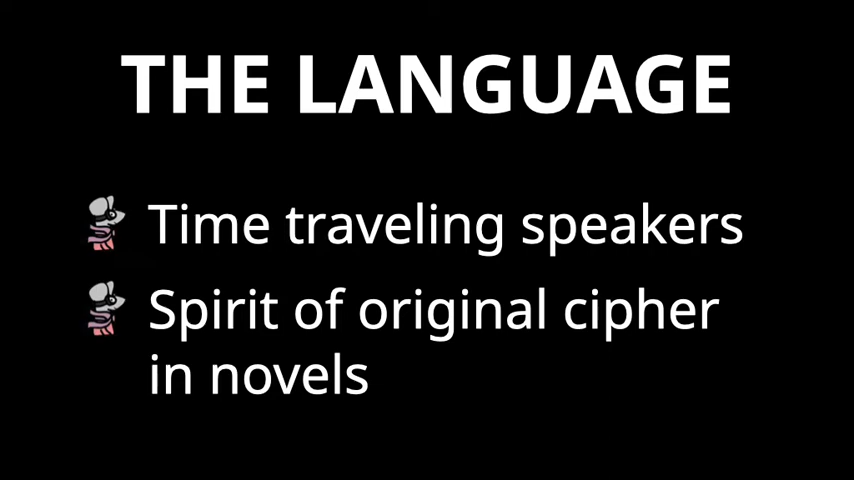 THE LANGUAGE
Time traveling speakers
Spirit of original cipher
in novels